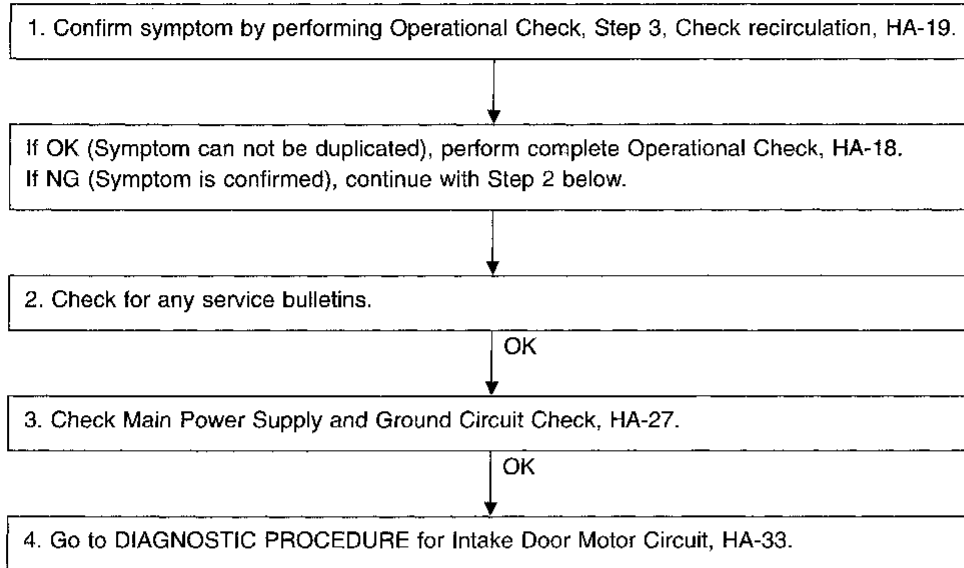 1. Confirm symptom by performing Operational Check, Step 3, Check recirculation, HA-19.
If OK (Symptom can not be duplicated), perform complete Operational Check, HA-18.
If NG (Symptom is confirmed), continue with Step 2 below.
2. Check for any service bulletins.
OK
3. Check Main Power Supply and Ground Circuit Check, HA-27.
OK
4. Go to DIAGNOSTIC PROCEDURE for Intake Door Motor Circuit, HA-33.